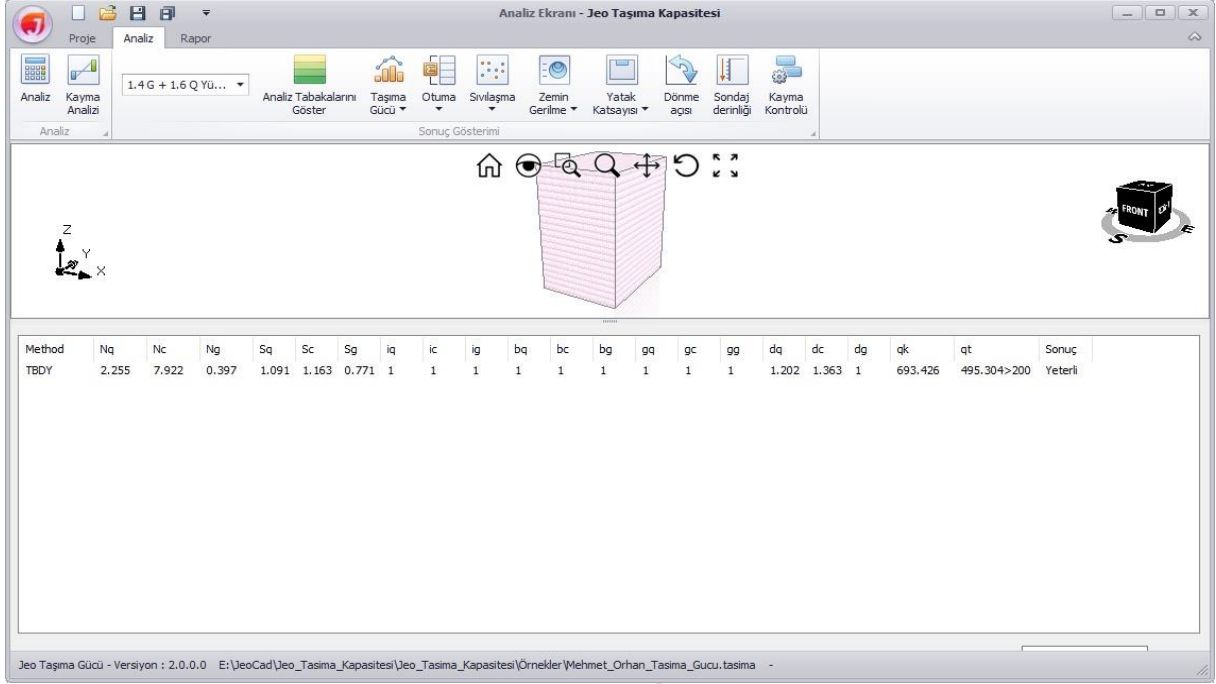 Analiz Ekranı - Jeo Taşıma Kapasitesi
Proje Analiz Rapor
Analiz
Kayma Analizi
1.4 G + 1.6 Q Yü...
Analiz Tabakalarını Göster
Taşıma Gücü
Otuma
Sıvılaşma
Zemin Gerilme
Yatak Katsayısı
Dönme açısı
Sondaj derinliği
Kayma Kontrolü
Analiz Sonuç Gösterimi
Z
Y
X
FRONT
S
E
Method Nq Nc Ng Sq Sc Sg iq ic ig bq bc bg gq gc gg dq dc dg qk qt Sonuç
TBDY 2.255 7.922 0.397 1.091 1.163 0.771 1 1 1 1 1 1 1 1 1 1.202 1.363 1 693.426 495.304>200 Yeterli
Jeo Taşıma Gücü - Versiyon : 2.0.0.0 E:\JeoCad\Jeo_Tasima_Kapasitesi\Jeo_Tasima_Kapasitesi\Örnekler\Mehmet_Orhan_Tasima_Gucu.tasima -